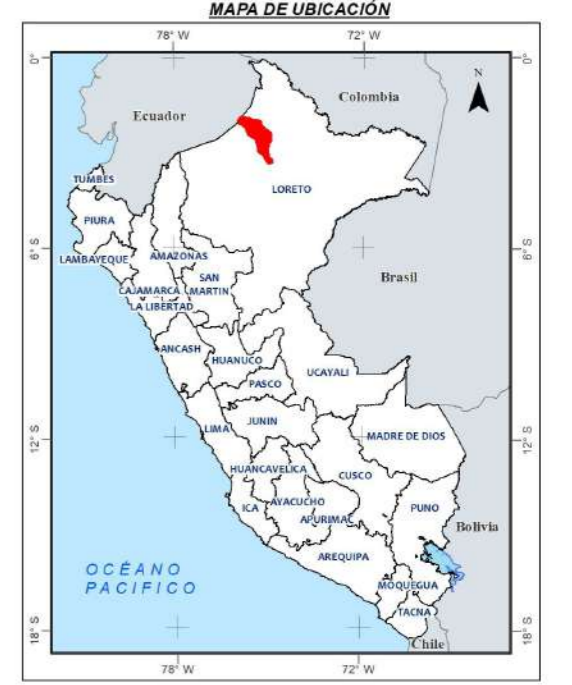 MAPA DE UBICACIÓN
78° W
72° W
0°
0°
N
Colombia
Ecuador
TUMBES
LORETO
PIURA
6° S
6° S
LAMBAYEQUE
AMAZONAS
SAN
MARTIN
Brasil
CAJAMARCA
LA LIBERTAD
ANCASH
HUANUCO
UCAYALI
PASCO
LIMA
JUNIN
MADRE DE DIOS
12° S
12° S
HUANCAVELICA
CUSCO
ICA
AYACUCHO
PUNO
APURIMAC
Bolivia
AREQUIPA
OCÉANO
PACIFICO
MOQUEGUA
TACNA
18° S
18° S
Chile
78° W
72° W